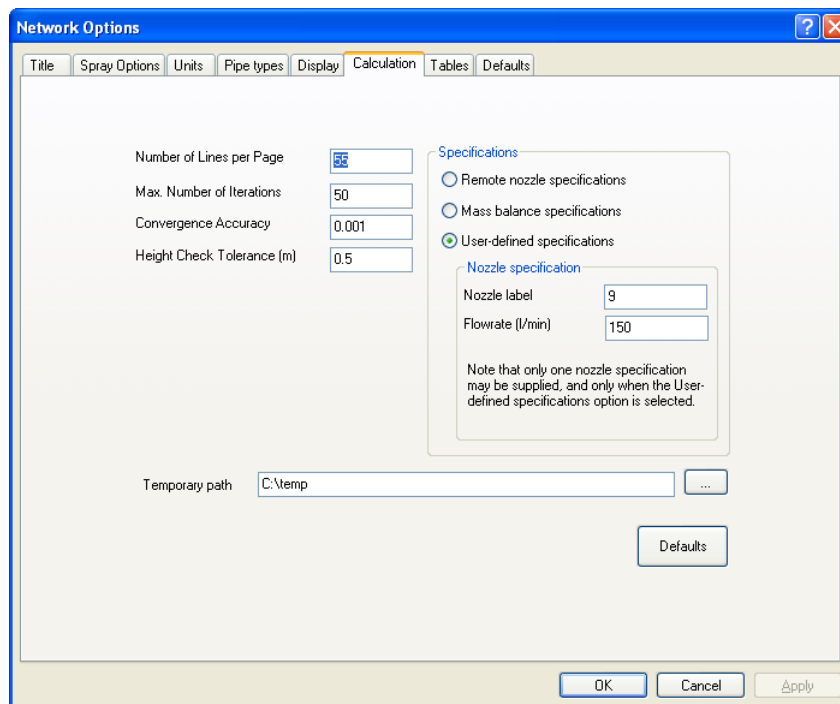 Network Options
Title
Spray Options
Units
Pipe types
Display
Calculation
Tables
Defaults
Number of Lines per Page
55
Max. Number of Iterations
50
Convergence Accuracy
0.001
Height Check Tolerance (m)
0.5
Specifications
Remote nozzle specifications
Mass balance specifications
User-defined specifications
Nozzle specification
Nozzle label
9
Flowrate (l/min)
150
Note that only one nozzle specification
may be supplied, and only when the User-
defined specifications option is selected.
Temporary path
C:\temp
...
Defaults
OK
Cancel
Apply